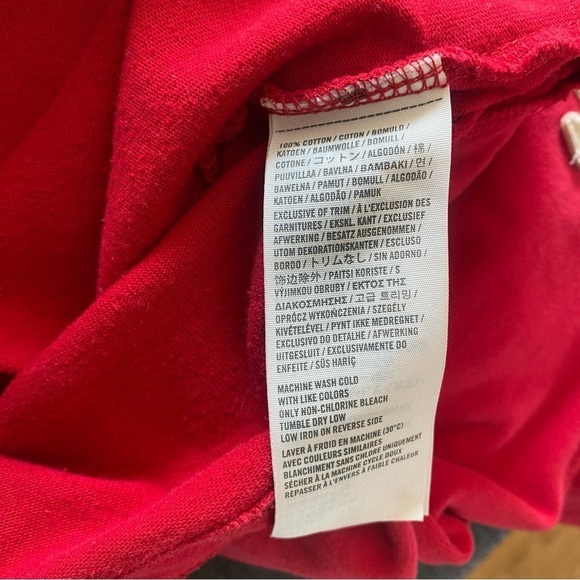 100% COTTON / COTON / BOMULD /
KATOEN / BAUMWOLLE / BOMULL /
COTONE / コットン / ALGODÓN / 棉 /
PUUVILLAA / BAVLNA / ΒΑΜΒΑΚΙ / 면 /
BAWEŁNA / PAMUT / BOMULL / ALGODÃO /
KATOEN / ALGODÃO / PAMUK
EXCLUSIVE OF TRIM / À L'EXCLUSION DES
GARNITURES / EKSKL. KANT / EXCLUSIEF
AFWERKING / BESATZ AUSGENOMMEN /
UTOM DEKORATIONSKANTEN / ESCLUSO
BORDO / トリムなし / SIN ADORNO /
饰边除外 / PAITSI KORISTE / S
VÝJIMKOU OBRUBY / ΕΚΤΟΣ ΤΗΣ
ΔΙΑΚΟΣΜΗΣΗΣ / 고급 트리밍 /
OPRÓCZ WYKOŃCZENIA / SZEGÉLY
KIVÉTELÉVEL / PYNT IKKE MEDREGNET /
EXCLUSIVO DO DETALHE / AFWERKING
UITGESLUIT / EXCLUSIVAMENTE DO
ENFEITE / SÜS HARİÇ
MACHINE WASH COLD
WITH LIKE COLORS
ONLY NON-CHLORINE BLEACH
TUMBLE DRY LOW
LOW IRON ON REVERSE SIDE
LAVER À FROID EN MACHINE (30°C)
AVEC COULEURS SIMILAIRES
BLANCHIMENT SANS CHLORE UNIQUEMENT
SÉCHER À LA MACHINE CYCLE DOUX
REPASSER À L'ENVERS À FAIBLE CHALEUR